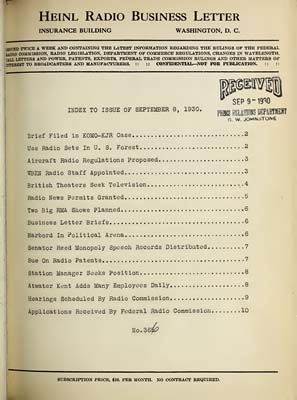 HEINL RADIO BUSINESS LETTER
INSURANCE BUILDING WASHINGTON, D. C.
ISSUED TWICE A WEEK AND CONTAINING THE LATEST INFORMATION REGARDING THE RULINGS OF THE FEDERAL
RADIO COMMISSION, RADIO LEGISLATION, DEPARTMENT OF COMMERCE REGULATIONS, CHANGES IN WAVELENGTH,
CALL LETTERS AND POWER, PATENTS, EXPORTS, FEDERAL TRADE COMMISSION RULINGS AND OTHER MATTERS OF
INTEREST TO BROADCASTERS AND MANUFACTURERS. :: :: CONFIDENTIAL—NOT FOR PUBLICATION. :: ::
RECEIVED
SEP 9 - 1930
PRESS RELATIONS DEPARTMENT
G. W. JOHNSTONE
INDEX TO ISSUE OF SEPTEMBER 8, 1930.
Brief Filed in KOMO-KJR Case..............................2
Use Radio Sets In U. S. Forest............................2
Aircraft Radio Regulations Proposed.......................3
WBEN Radio Staff Appointed................................3
British Theaters Seek Television..........................4
Radio News Permits Granted................................5
Two Big RMA Shows Planned.................................6
Business Letter Briefs....................................6
Harbord In Political Arena................................6
Senator Reed Monopoly Speech Records Distributed..........7
Sue On Radio Patents......................................7
Station Manager Seeks Position............................8
Atwater Kent Adds Many Employees Daily....................8
Hearings Scheduled By Radio Commission....................9
Applications Received By Federal Radio Commission........10
No.366
SUBSCRIPTION PRICE, $10. PER MONTH. NO CONTRACT REQUIRED.